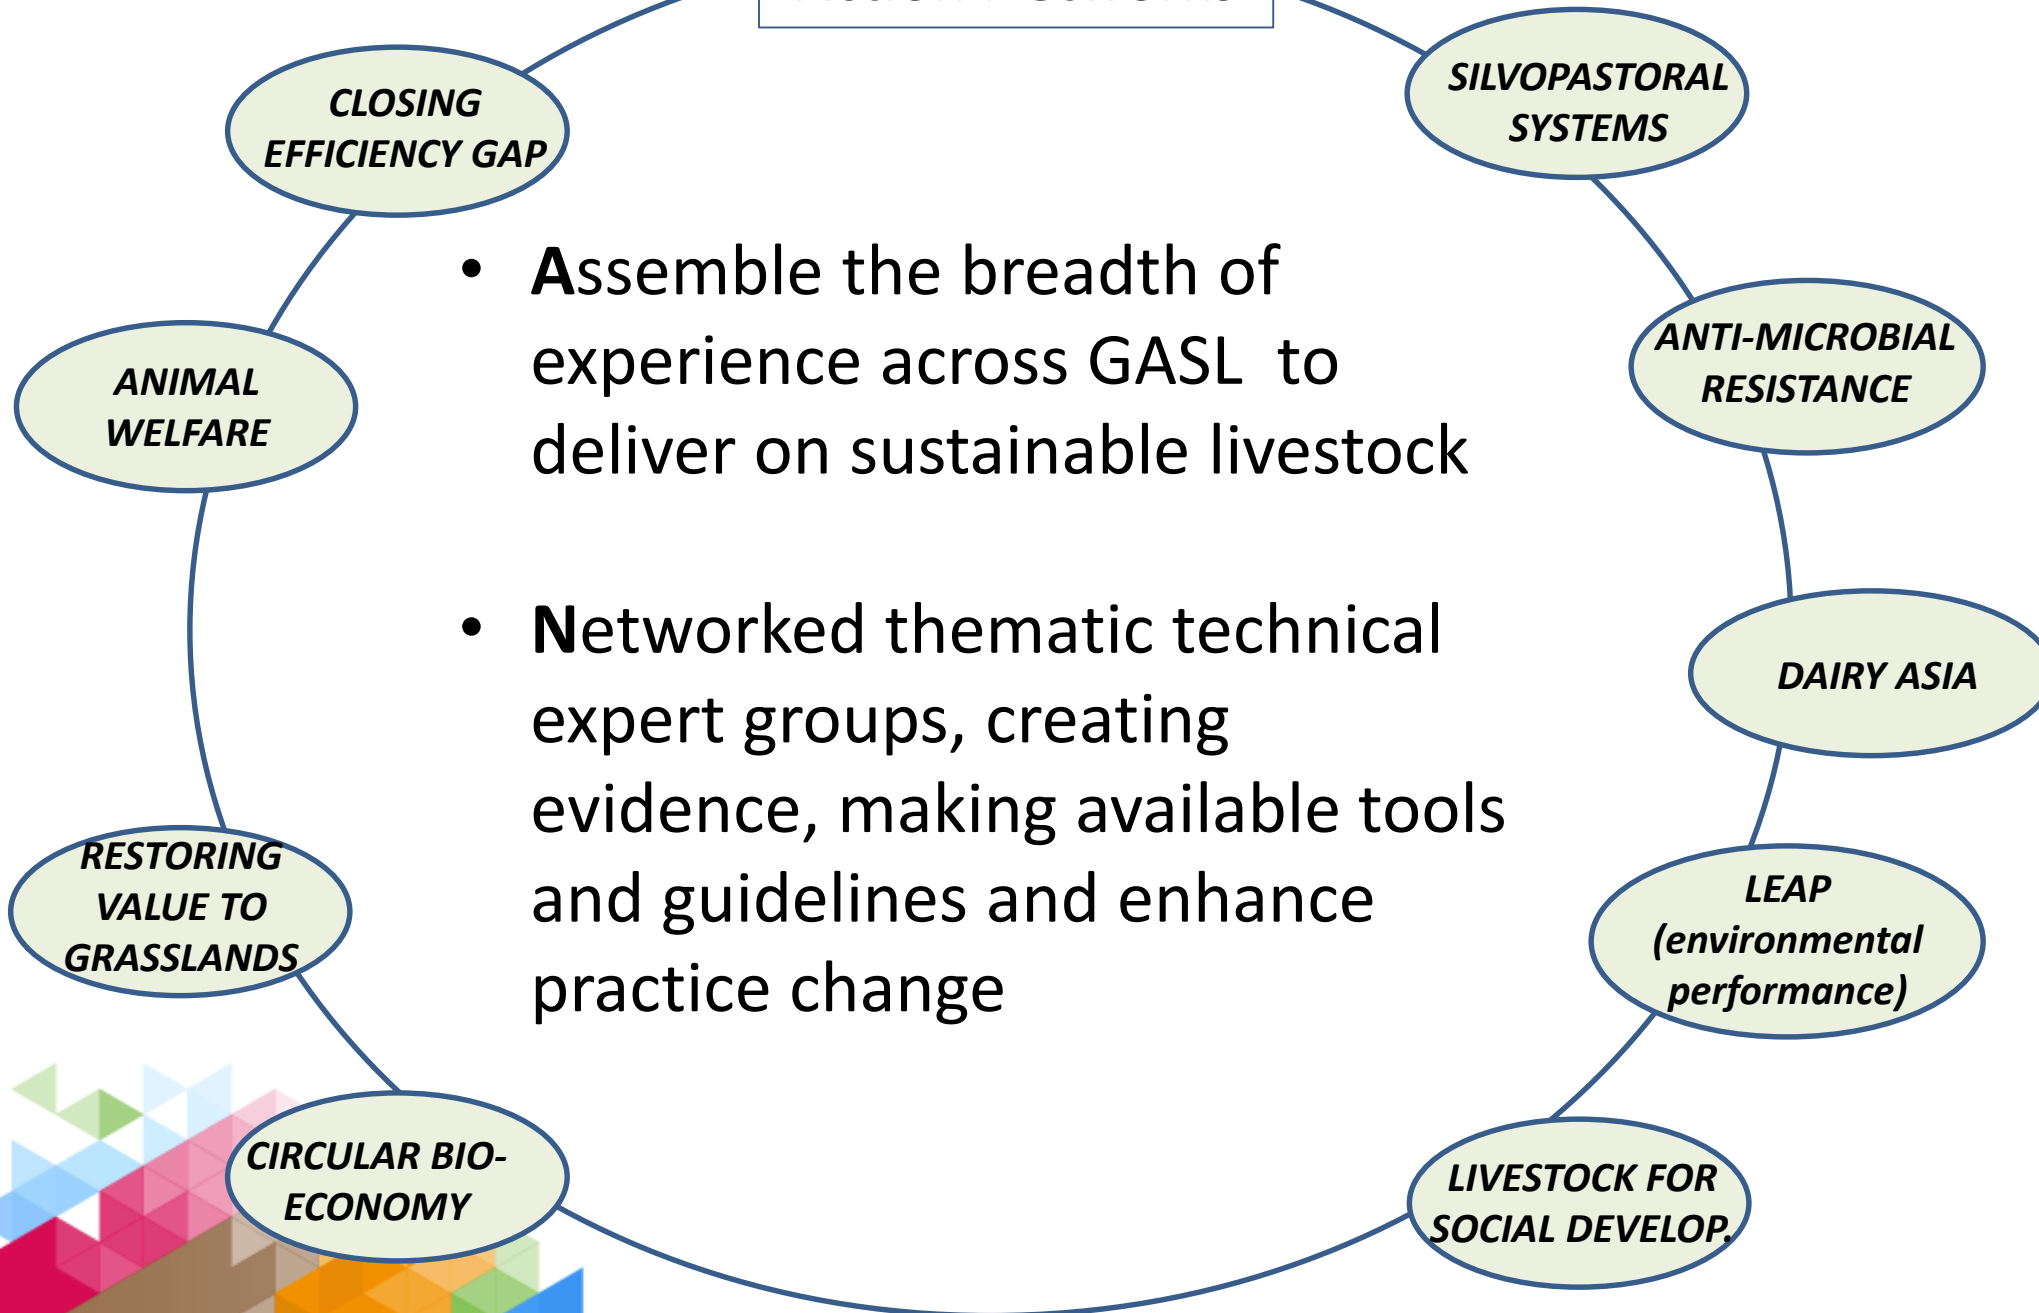 CLOSING
EFFICIENCY GAP
SILVOPASTORAL
SYSTEMS
ANIMAL
WELFARE
ANTI-MICROBIAL
RESISTANCE
• Assemble the breadth of
experience across GASL to
deliver on sustainable livestock
• Networked thematic technical
expert groups, creating
evidence, making available tools
and guidelines and enhance
practice change
DAIRY ASIA
RESTORING
VALUE TO
GRASSLANDS
LEAP
(environmental
performance)
CIRCULAR BIO-
ECONOMY
LIVESTOCK FOR
SOCIAL DEVELOP.